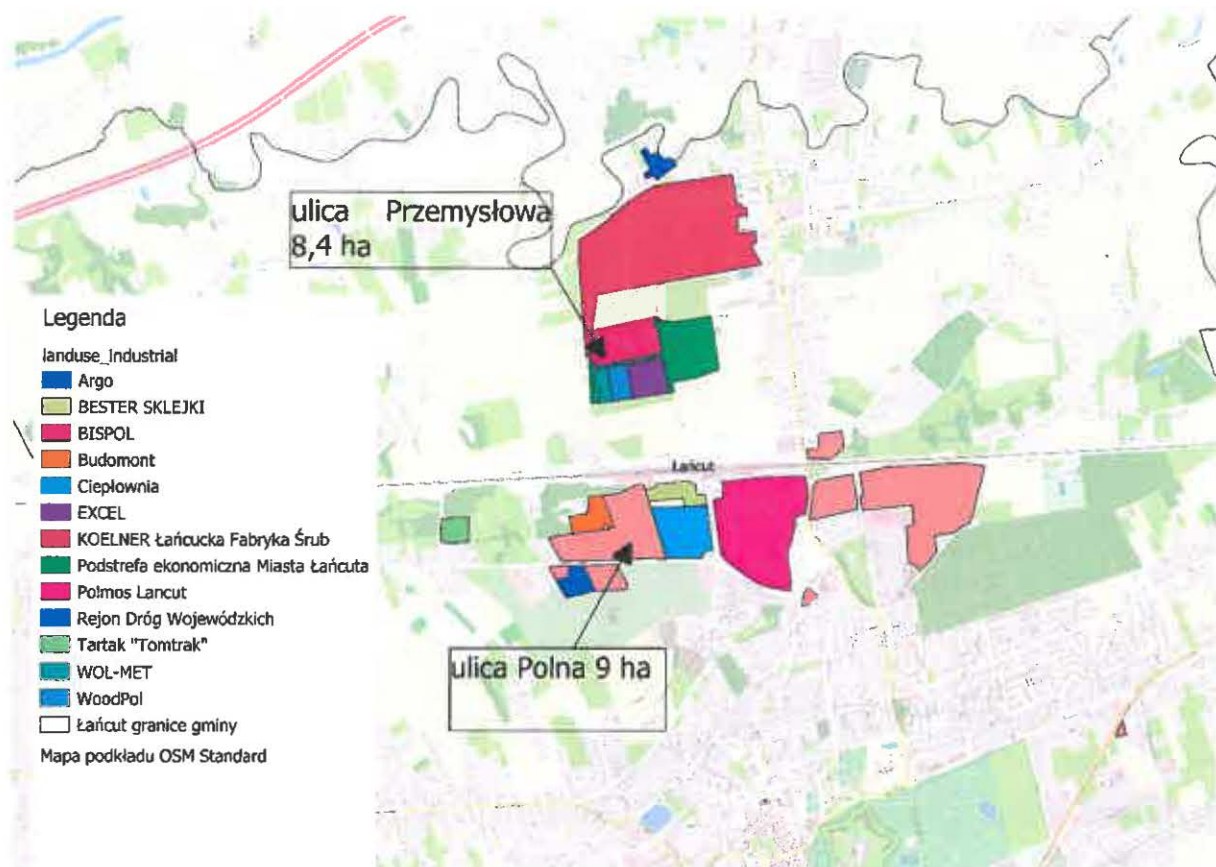 ulica Przemysłowa
8,4 ha
Legenda
landuse_industrial
Argo
BESTER SKLEJKI
BISPOL
Budomont
Ciepłownia
EXCEL
KOELNER Łańcucka Fabryka Śrub
Podstrefa ekonomiczna Miasta Łańcuta
Polmos Lancut
Rejon Dróg Wojewódzkich
Tartak "Tomtrak"
WOL-MET
WoodPol
Łańcut granice gminy
Mapa podkładu OSM Standard
Łańcut
ulica Polna 9 ha